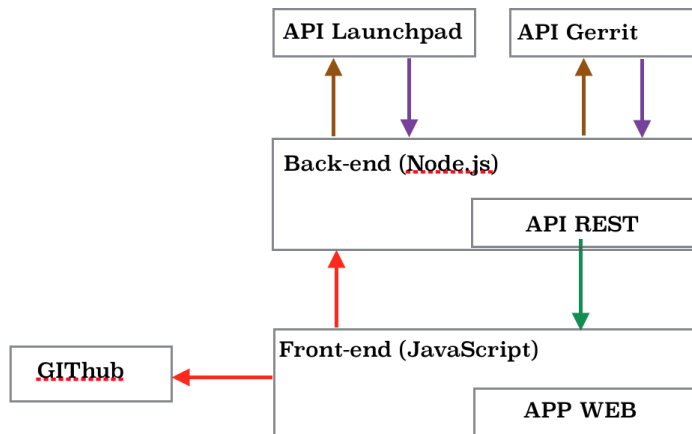 API Launchpad
API Gerrit
Back-end (Node.js)
API REST
Front-end (JavaScript)
GIThub
APP WEB